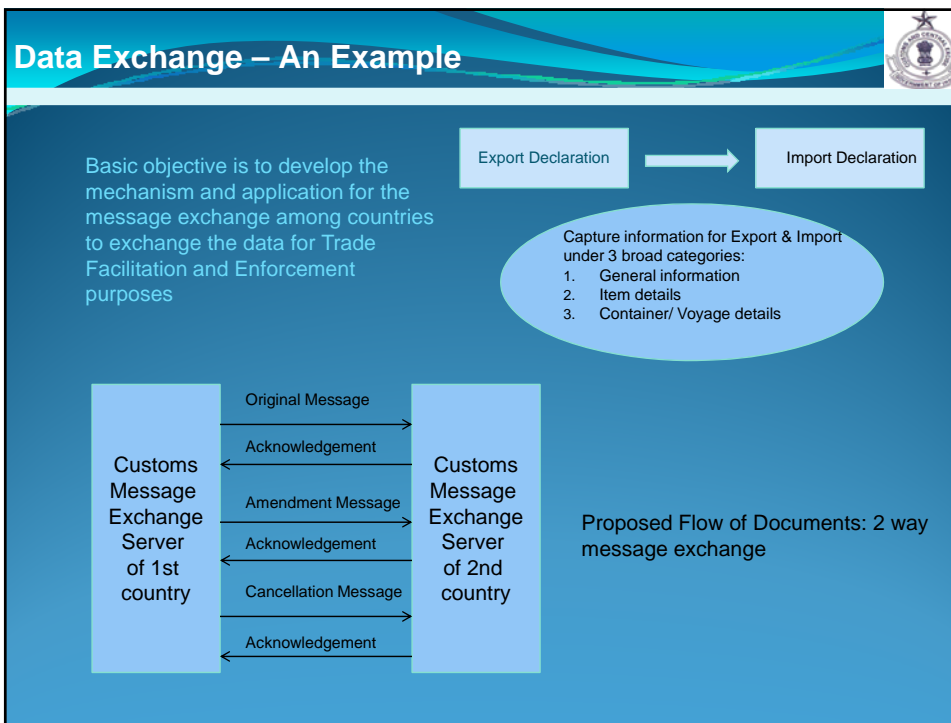 Data Exchange – An Example
Basic objective is to develop the
mechanism and application for the
message exchange among countries
to exchange the data for Trade
Facilitation and Enforcement
purposes
Export Declaration
Import Declaration
Capture information for Export & Import
under 3 broad categories:
1. General information
2. Item details
3. Container/ Voyage details
Customs
Message
Exchange
Server
of 1st
country
Original Message
Acknowledgement
Amendment Message
Acknowledgement
Cancellation Message
Acknowledgement
Customs
Message
Exchange
Server
of 2nd
country
Proposed Flow of Documents: 2 way
message exchange